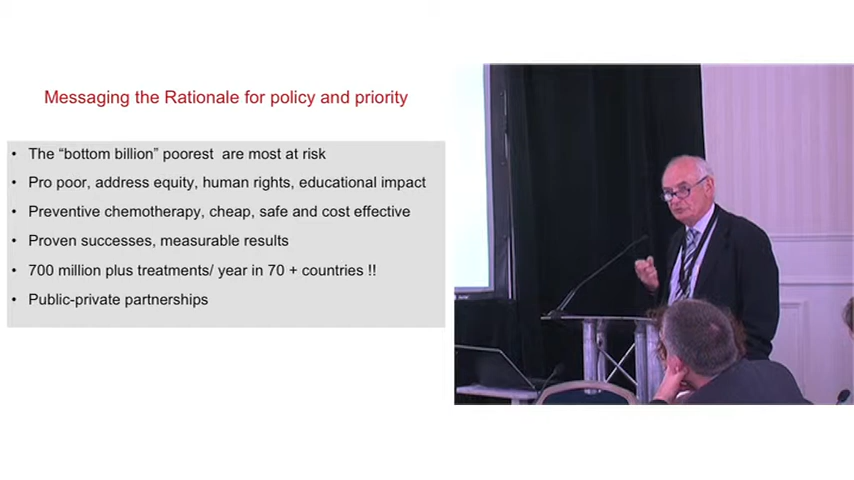 Messaging the Rationale for policy and priority
• The “bottom billion” poorest are most at risk
• Pro poor, address equity, human rights, educational impact
• Preventive chemotherapy, cheap, safe and cost effective
• Proven successes, measurable results
• 700 million plus treatments/ year in 70 + countries !!
• Public-private partnerships